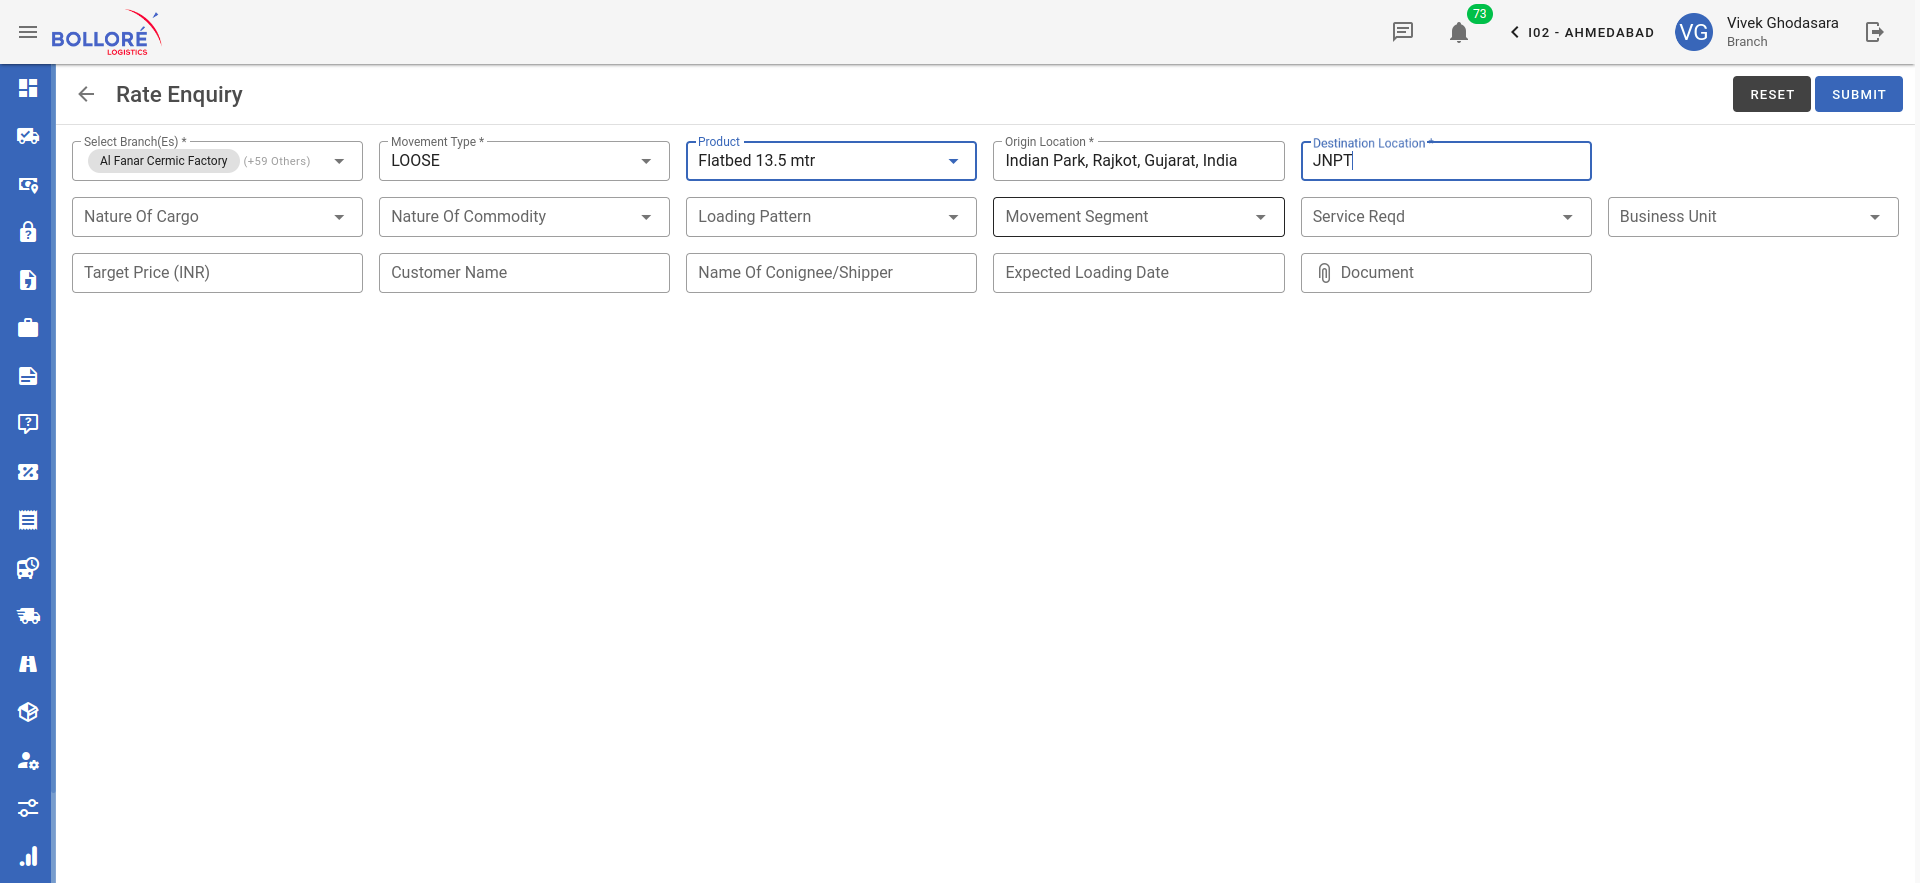 BOLLORÉ
LOGISTICS
73
I02 - AHMEDABAD
VG
Vivek Ghodasara
Branch
Rate Enquiry
RESET
SUBMIT
Select Branch(Es) *
Al Fanar Cermic Factory (+59 Others)
Movement Type *
LOOSE
Product
Flatbed 13.5 mtr
Origin Location *
Indian Park, Rajkot, Gujarat, India
Destination Location *
JNPT
Nature Of Cargo
Nature Of Commodity
Loading Pattern
Movement Segment
Service Reqd
Business Unit
Target Price (INR)
Customer Name
Name Of Conignee/Shipper
Expected Loading Date
Document